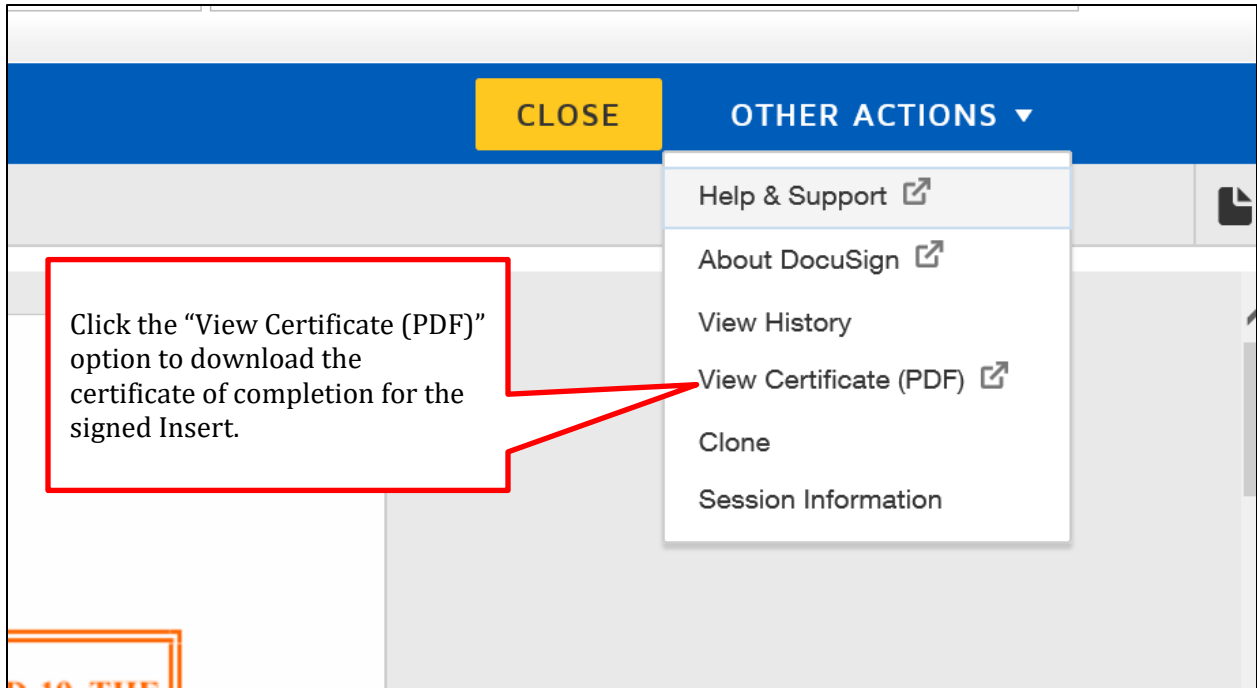 CLOSE
OTHER ACTIONS
Help & Support
About DocuSign
View History
View Certificate (PDF)
Clone
Session Information
Click the “View Certificate (PDF)”
option to download the
certificate of completion for the
signed Insert.
THE